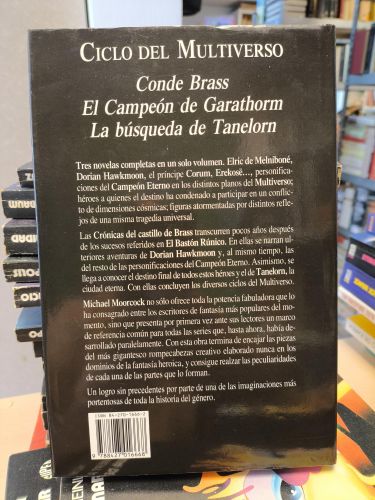 CICLO DEL MULTIVERSO
Conde Brass
El Campeón de Garathorm
La búsqueda de Tanelorn
Tres novelas completas en un solo volumen. Elric de Melniboné,
Dorian Hawkmoon, el príncipe Corum, Erekosë..., personifica-
ciones del Campeón Eterno en los distintos planos del Multiverso;
héroes a quienes el destino ha condenado a participar en un conflic-
to de dimensiones cósmicas; figuras atormentadas por distintos refle-
jos de una misma tragedia universal.
Las Crónicas del castillo de Brass transcurren pocos años después
de los sucesos referidos en El Bastón Rúnico. En ellas se narran ul-
teriores aventuras de Dorian Hawkmoon y, al mismo tiempo, las
del resto de las personificaciones del Campeón Eterno. Asimismo, se
llega a conocer el destino final de todos estos héroes y el de Tanelorn, la
ciudad eterna. Con ellas concluyen los diversos ciclos del Multiverso.
Michael Moorcock no sólo ofrece toda la potencia fabuladora que lo
ha consagrado entre los escritores de fantasía más populares del mo-
mento, sino que presenta por primera vez ante sus lectores un marco
de referencia común para todas las series que, hasta ahora, había de-
sarrollado paralelamente. Con esta obra termina de encajar las piezas
del más gigantesco rompecabezas creativo elaborado nunca en los
dominios de la fantasía heroica, y consigue realzar las peculiaridades
de cada una de las partes que lo forman.
Un logro sin precedentes por parte de una de las imaginaciones más
portentosas de toda la historia del género.
ISBN 84-270-1666-2
9 788427 016668